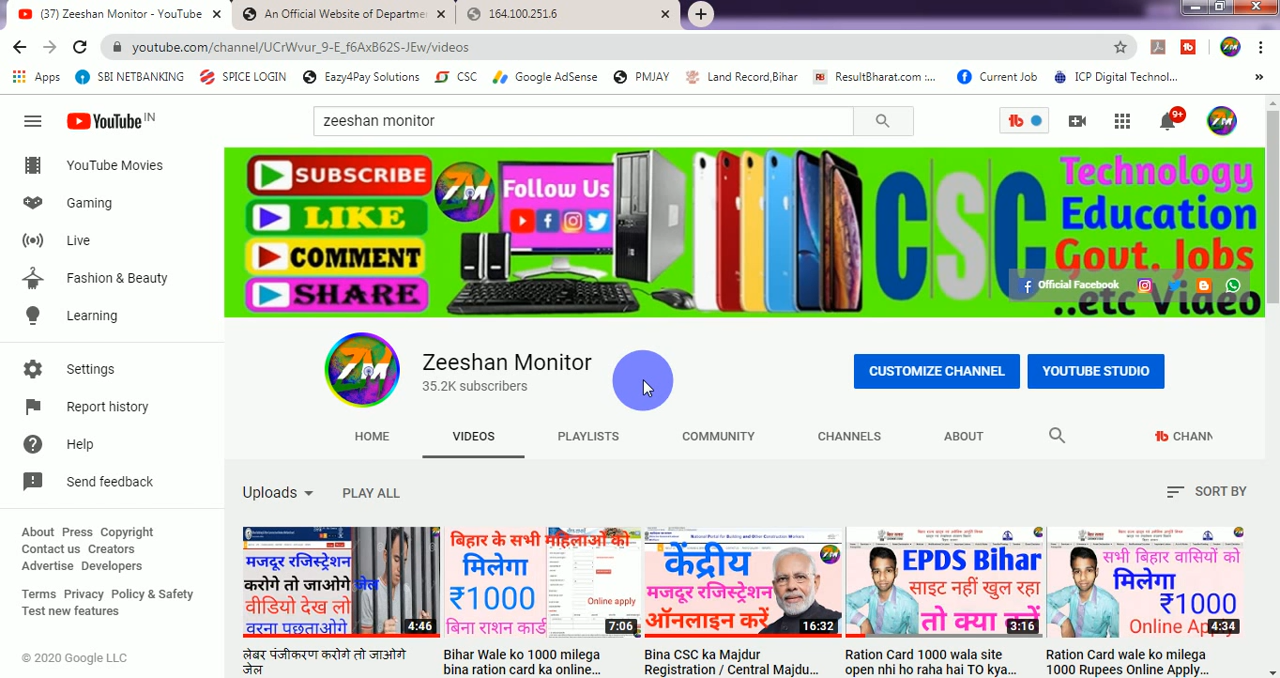 (37) Zeeshan Monitor - YouTube
An Official Website of Departme
164.100.251.6
youtube.com/channel/UCrWvur_9-E_f6AxB62S-JEw/videos
Apps SBI NETBANKING SPICE LOGIN Eazy4Pay Solutions CSC Google AdSense PMJAY Land Record,Bihar ResultBharat.com :... Current Job ICP Digital Technol... »
YouTube IN
zeeshan monitor
9+
YouTube Movies
Gaming
Live
Fashion & Beauty
Learning
Settings
Report history
Help
Send feedback
About Press Copyright
Contact us Creators
Advertise Developers
Terms Privacy Policy & Safety
Test new features
© 2020 Google LLC
SUBSCRIBE
LIKE
COMMENT
SHARE
ZM
Follow Us
CSC
Technology
Education
Govt. Jobs
..etc Video
Official Facebook
ZM
Zeeshan Monitor
35.2K subscribers
CUSTOMIZE CHANNEL
YOUTUBE STUDIO
HOME VIDEOS PLAYLISTS COMMUNITY CHANNELS ABOUT CHANN
Uploads PLAY ALL SORT BY
मजदूर रजिस्ट्रेशन
करोगे तो जाओगे जेल
वीडियो देख लो
वरना पछताओगे
4:46
लेबर पंजीकरण करोगे तो जाओगे
जेल
बिहार के सभी महिलाओं को
मिलेगा
₹1000
Online apply
बिना राशन कार्ड
7:06
Bihar Wale ko 1000 milega
bina ration card ka online...
National Portal for Building and Other Construction Workers
केंद्रीय
मजदूर रजिस्ट्रेशन
ऑनलाइन करें
16:32
Bina CSC ka Majdur
Registration / Central Majdu...
EPDS Bihar
साइट नहीं खुल रहा
तो क्या करें
3:16
Ration Card 1000 wala site
open nhi ho raha hai TO kya...
सभी बिहार वासियों को
मिलेगा
₹1000
Online Apply
4:34
Ration Card wale ko milega
1000 Rupees Online Apply...